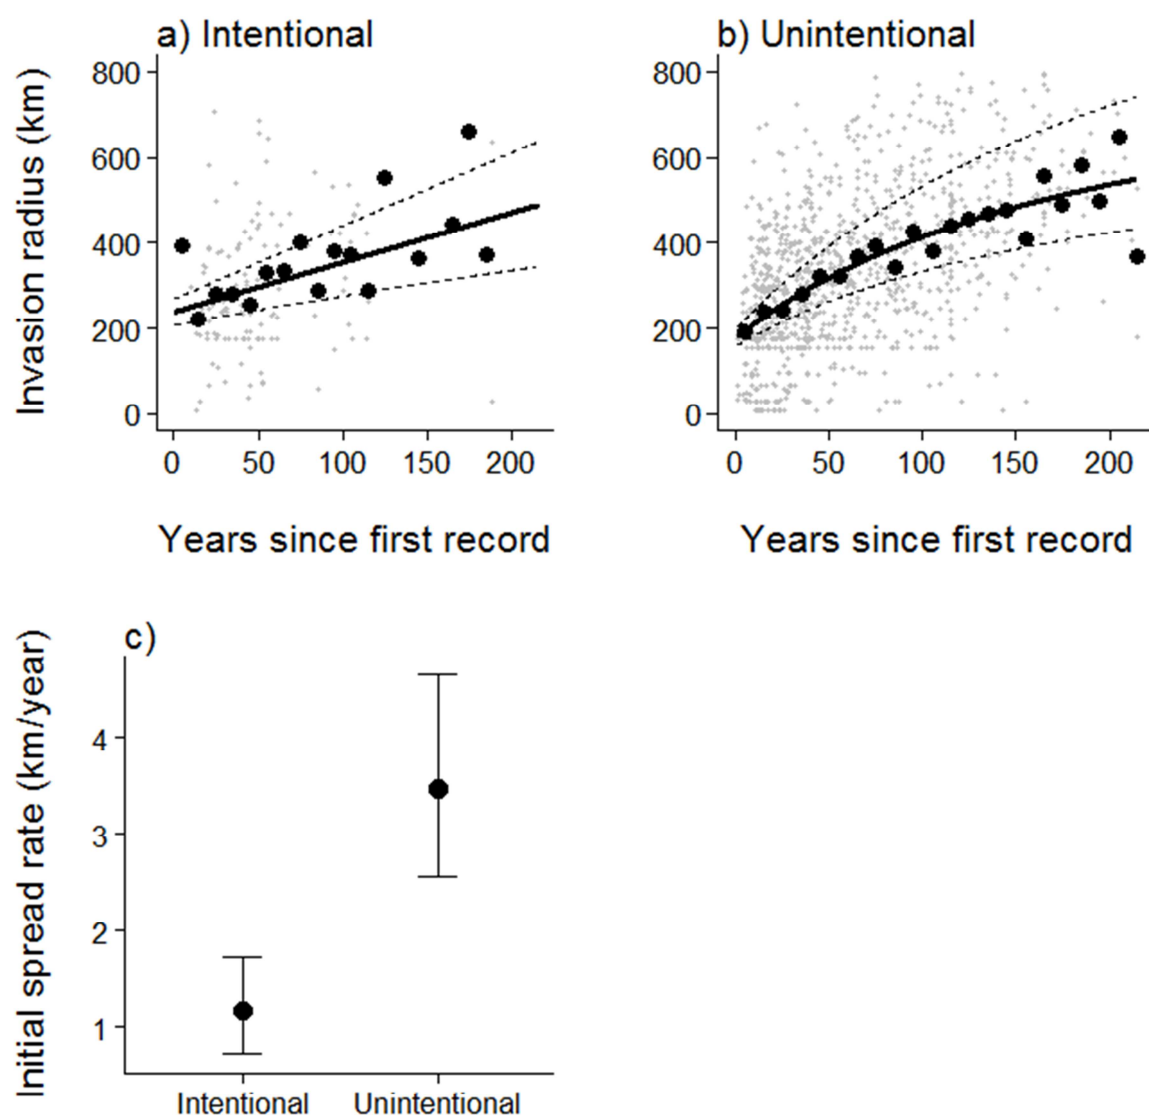 a) Intentional
b) Unintentional
Invasion radius (km)
800
600
400
200
0
0 50 100 150 200
Years since first record
800
600
400
200
0
0 50 100 150 200
Years since first record
c)
Initial spread rate (km/year)
4
3
2
1
Intentional Unintentional